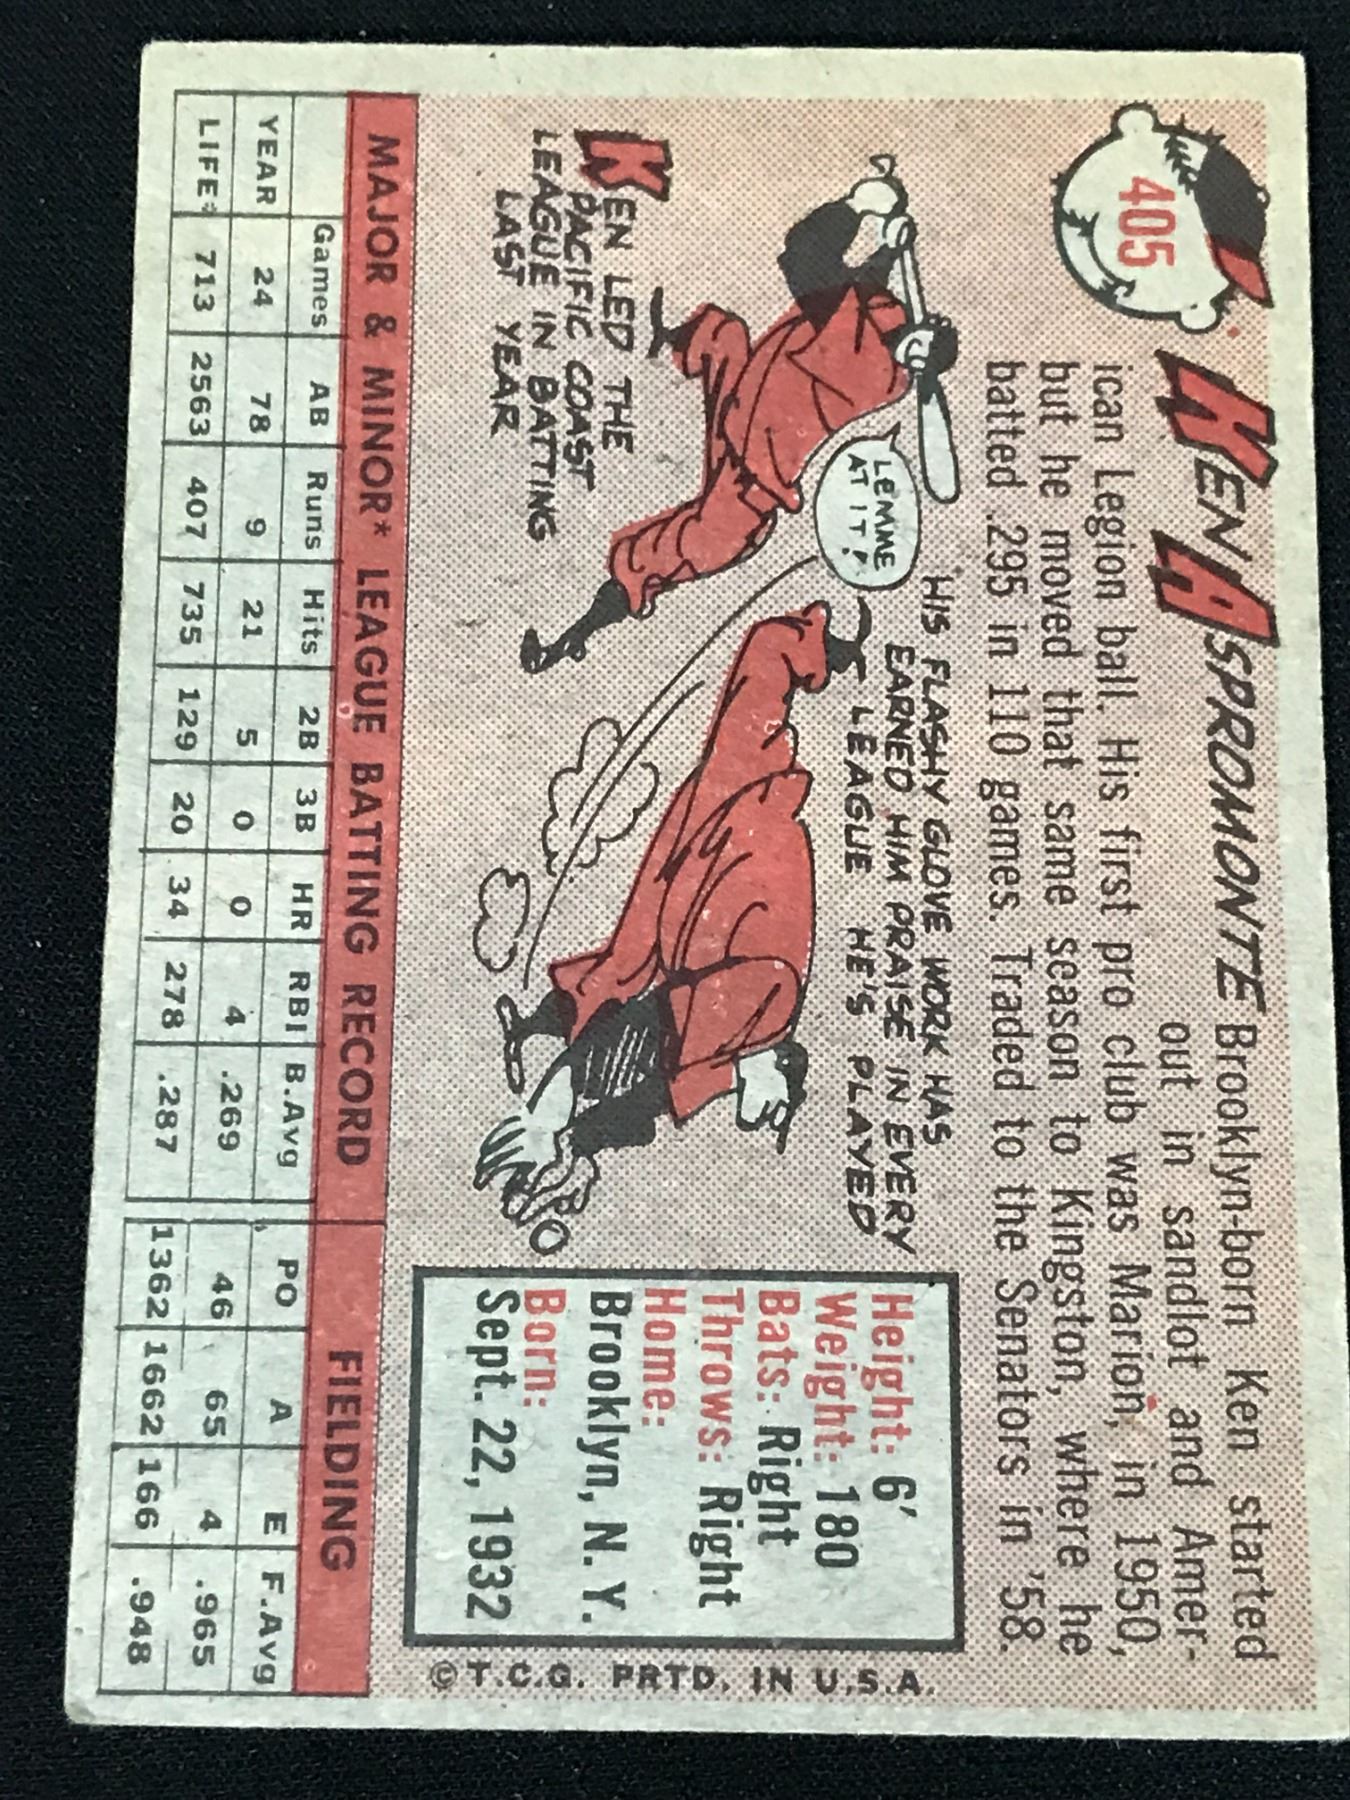 405
KEN ASPROMONTE Brooklyn-born Ken started
out in sandlot and Amer-
ican Legion ball. His first pro club was Marion, in 1950,
but he moved that same season to Kingston, where he
batted .295 in 110 games. Traded to the Senators in '58.
HIS FLASHY GLOVE WORK HAS
EARNED HIM PRAISE IN EVERY
LEAGUE HE'S PLAYED
LEMME
AT IT!
KEN LED THE
PACIFIC COAST
LEAGUE IN BATTING
LAST YEAR
Height: 6'
Weight: 180
Bats: Right
Throws: Right
Home:
Brooklyn, N. Y.
Born:
Sept. 22, 1932
© T.C.G. PRTD. IN U.S.A.
MAJOR & MINOR* LEAGUE BATTING RECORD FIELDING
Games AB Runs Hits 2B 3B HR RBI B.Avg PO A E F.Avg
YEAR 24 78 9 21 5 0 0 4 .269 46 65 4 .965
LIFE* 713 2563 407 735 129 20 34 278 .287 1362 1662 166 .948